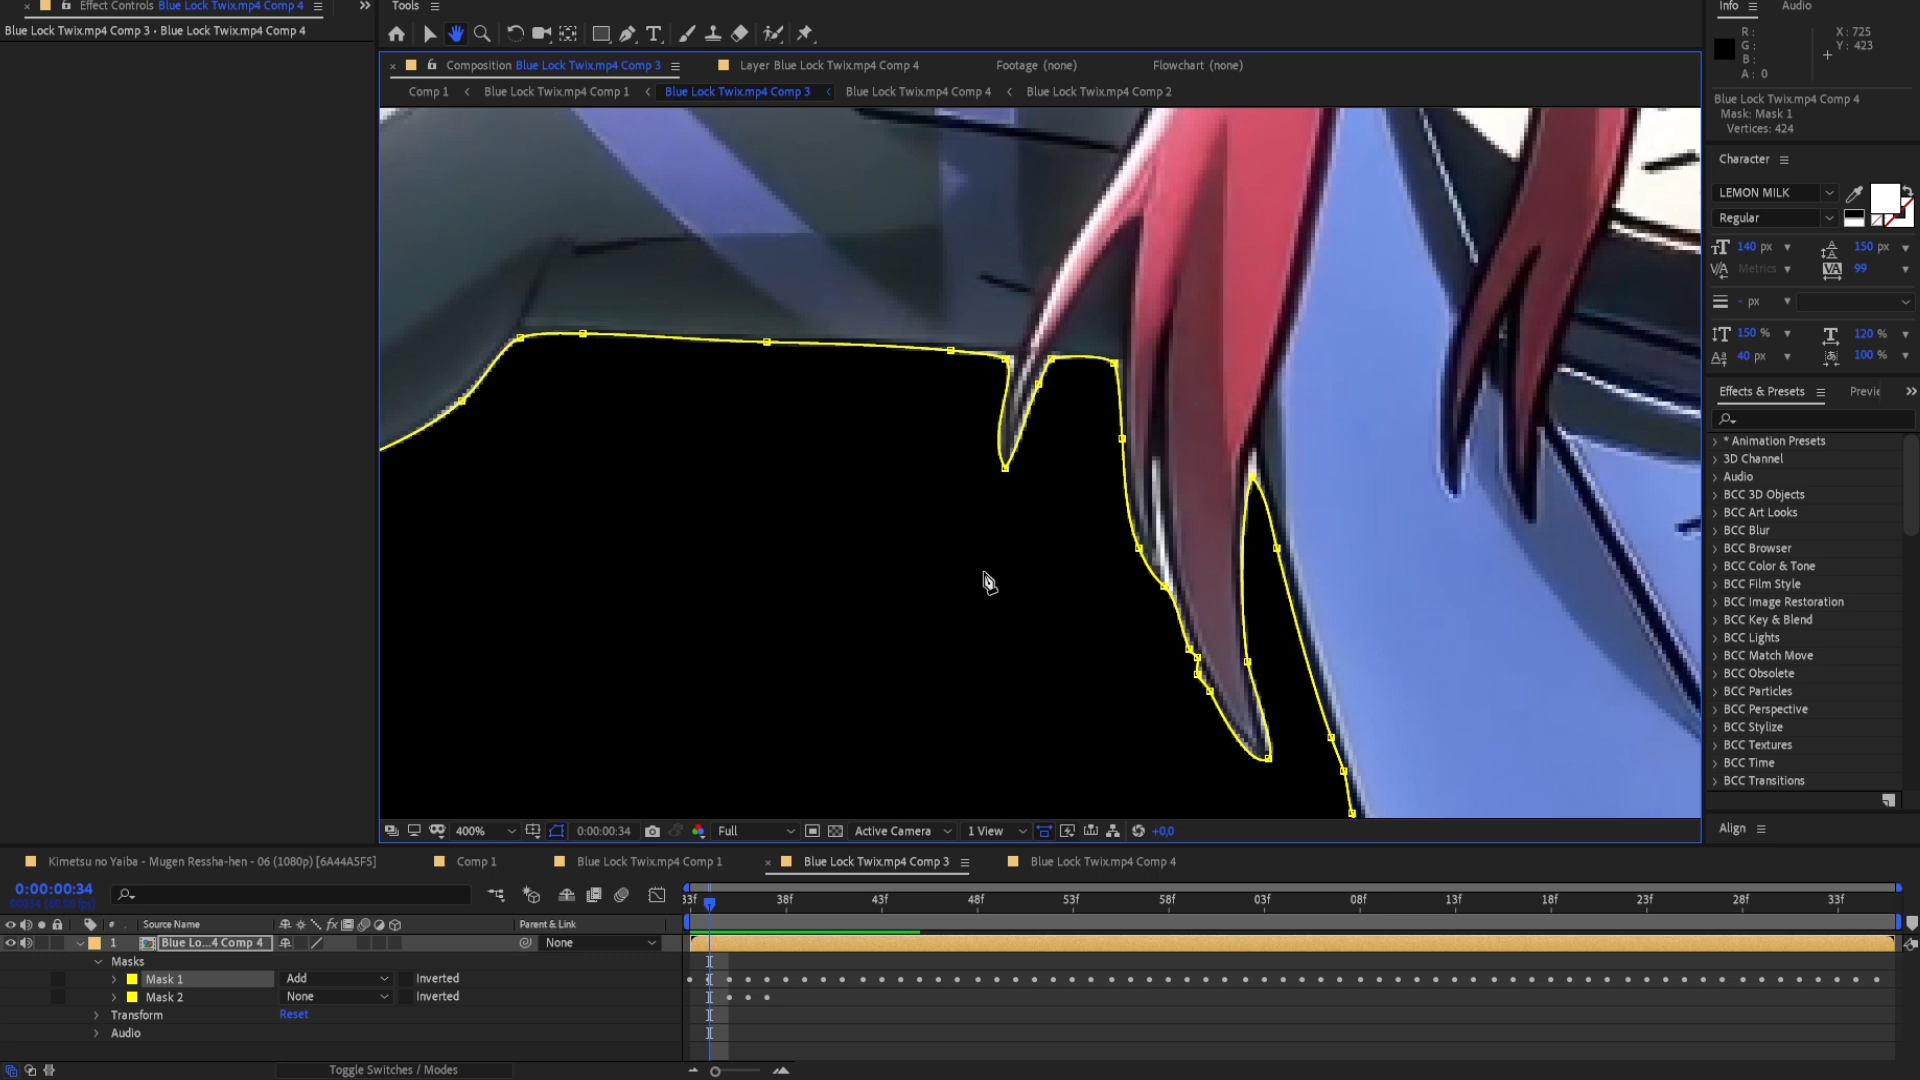 Effect Controls Blue Lock Twix.mp4 Comp 4
Blue Lock Twix.mp4 Comp 3 • Blue Lock Twix.mp4 Comp 4
Tools
Composition Blue Lock Twix.mp4 Comp 3
Layer Blue Lock Twix.mp4 Comp 4
Footage (none)
Flowchart (none)
Comp 1 < Blue Lock Twix.mp4 Comp 1 < Blue Lock Twix.mp4 Comp 3 < Blue Lock Twix.mp4 Comp 4 < Blue Lock Twix.mp4 Comp 2
Info Audio
R :
G :
B :
A : 0
X : 725
Y : 423
Blue Lock Twix.mp4 Comp 4
Mask: Mask 1
Vertices: 424
Character
LEMON MILK
Regular
140 px
150 px
Metrics
99
- px
150 %
120 %
40 px
100 %
Effects & Presets Previe
* Animation Presets
3D Channel
Audio
BCC 3D Objects
BCC Art Looks
BCC Blur
BCC Browser
BCC Color & Tone
BCC Film Style
BCC Image Restoration
BCC Key & Blend
BCC Lights
BCC Match Move
BCC Obsolete
BCC Particles
BCC Perspective
BCC Stylize
BCC Textures
BCC Time
BCC Transitions
Align
400% 0:00:00:34 Full Active Camera 1 View +0,0
Kimetsu no Yaiba - Mugen Ressha-hen - 06 (1080p) [6A44A5F5]
Comp 1
Blue Lock Twix.mp4 Comp 1
Blue Lock Twix.mp4 Comp 3
Blue Lock Twix.mp4 Comp 4
0:00:00:34
33f 38f 43f 48f 53f 58f 03f 08f 13f 18f 23f 28f 33f
# Source Name fx Parent & Link
1 Blue Lo...4 Comp 4 None
Masks
Mask 1 Add Inverted
Mask 2 None Inverted
Transform Reset
Audio
Toggle Switches / Modes